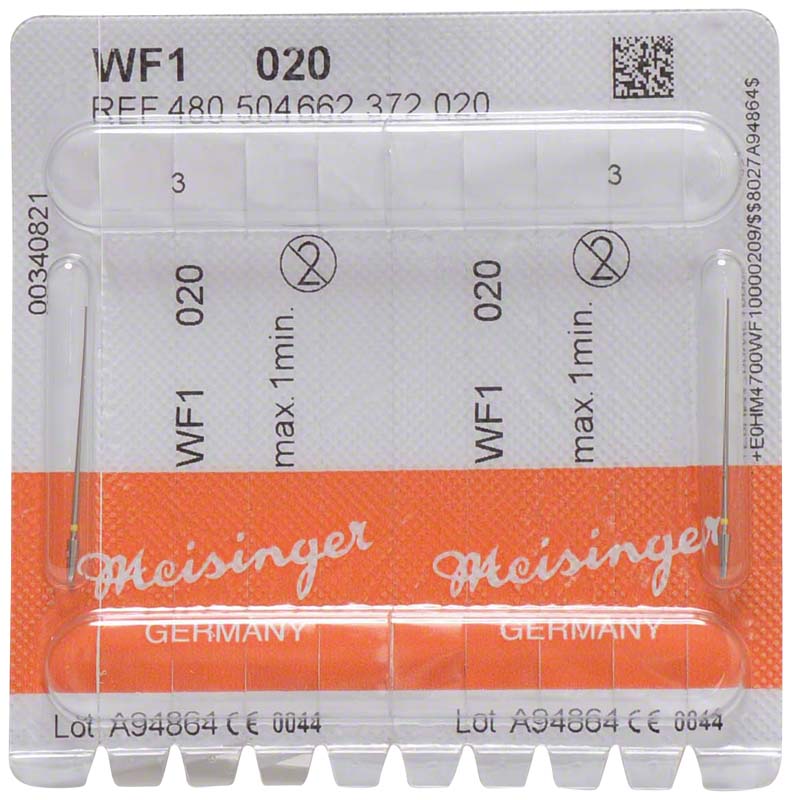 WF1 020
REF 480 504662 372 020
3 3
00340821
WF1 020
max. 1min.
WF1 020
max. 1min.
+E0HM4700WF10000209/$$8027A94864$
Meisinger Meisinger
GERMANY GERMANY
Lot A94864 CE 0044 Lot A94864 CE 0044